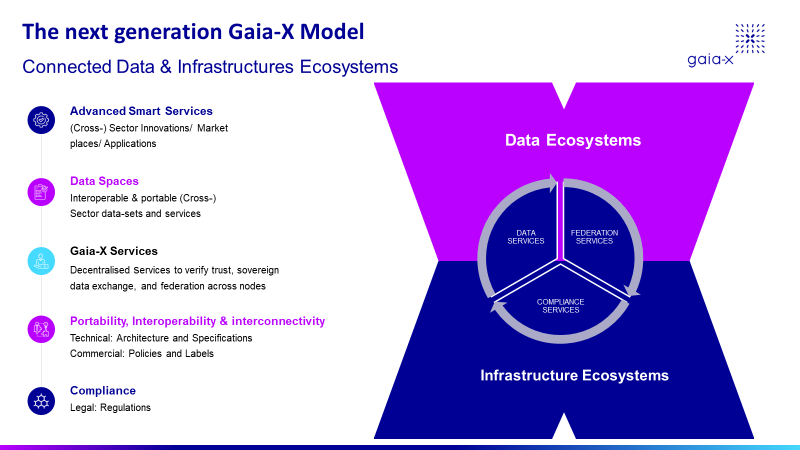 The next generation Gaia-X Model
Connected Data & Infrastructures Ecosystems
gaia-x
Advanced Smart Services
(Cross-) Sector Innovations/ Market
places/ Applications
Data Spaces
Interoperable & portable (Cross-)
Sector data-sets and services
Gaia-X Services
Decentralised Services to verify trust, sovereign
data exchange, and federation across nodes
Portability, Interoperability & interconnectivity
Technical: Architecture and Specifications
Commercial: Policies and Labels
Compliance
Legal: Regulations
Data Ecosystems
DATA
SERVICES
FEDERATION
SERVICES
COMPLIANCE
SERVICES
Infrastructure Ecosystems